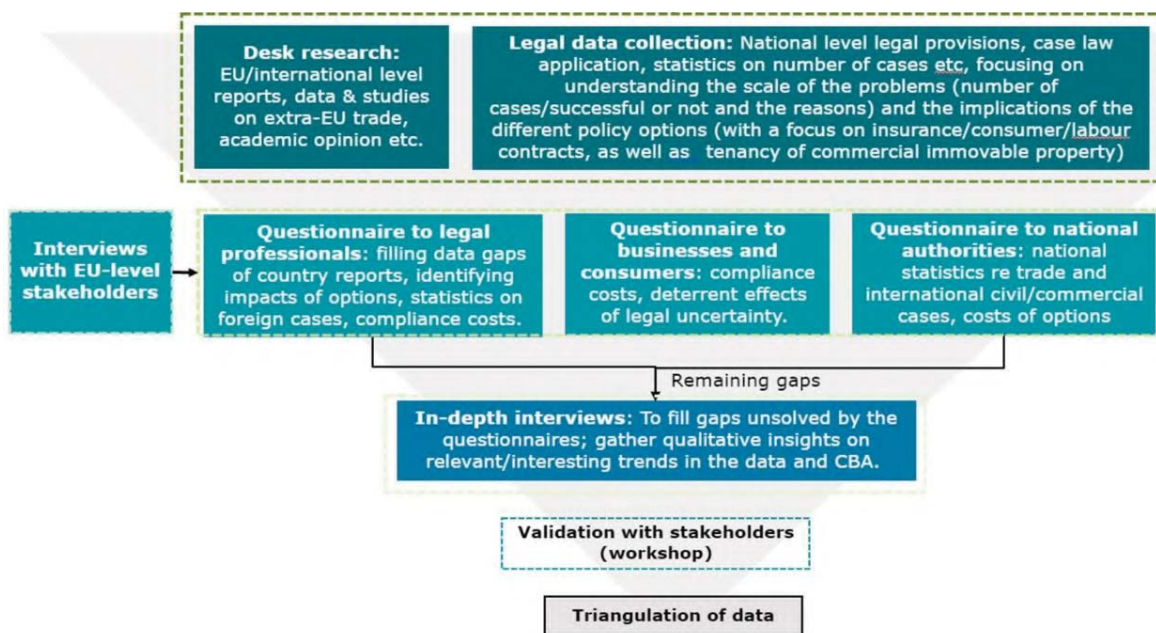 Desk research:
EU/international level
reports, data & studies
on extra-EU trade,
academic opinion etc.
Legal data collection: National level legal provisions, case law
application, statistics on number of cases etc, focusing on
understanding the scale of the problems (number of
cases/successful or not and the reasons) and the implications of the
different policy options (with a focus on insurance/consumer/labour
contracts, as well as tenancy of commercial immovable property)
Interviews
with EU-level
stakeholders
Questionnaire to legal
professionals: filling data gaps
of country reports, identifying
impacts of options, statistics on
foreign cases, compliance costs.
Questionnaire to
businesses and
consumers: compliance
costs, deterrent effects
of legal uncertainty.
Questionnaire to national
authorities: national
statistics re trade and
international civil/commercial
cases, costs of options
Remaining gaps
In-depth interviews: To fill gaps unsolved by the
questionnaires; gather qualitative insights on
relevant/interesting trends in the data and CBA.
Validation with stakeholders
(workshop)
Triangulation of data